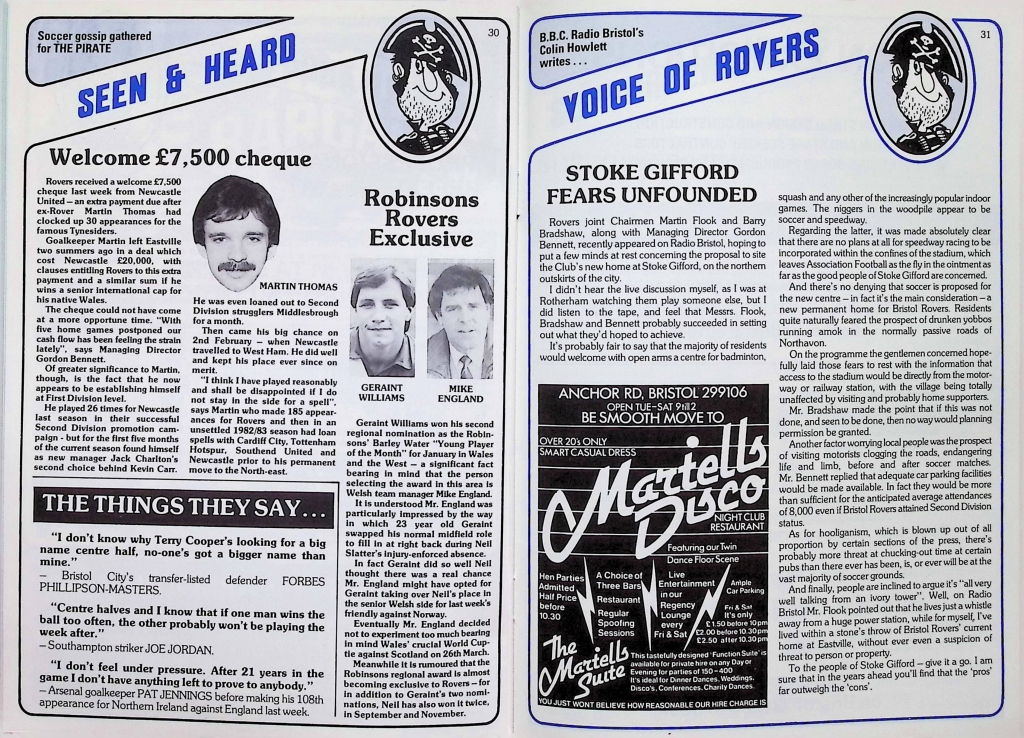 Soccer gossip gathered
for THE PIRATE
30
SEEN & HEARD
Welcome £7,500 cheque
Rovers received a welcome £7,500
cheque last week from Newcastle
United – an extra payment due after
ex-Rover Martin Thomas had
clocked up 30 appearances for the
famous Tynesiders.
Goalkeeper Martin left Eastville
two summers ago in a deal which
cost Newcastle £20,000, with
clauses entitling Rovers to this extra
payment and a similar sum if he
wins a senior international cap for
his native Wales.
The cheque could not have come
at a more opportune time. "With
five home games postponed our
cash flow has been feeling the strain
lately", says Managing Director
Gordon Bennett.
Of greater significance to Martin,
though, is the fact that he now
appears to be establishing himself
at First Division level.
He played 26 times for Newcastle
last season in their successful
Second Division promotion cam-
paign - but for the first five months
of the current season found himself
as new manager Jack Charlton's
second choice behind Kevin Carr.
MARTIN THOMAS
He was even loaned out to Second
Division strugglers Middlesbrough
for a month.
Then came his big chance on
2nd February – when Newcastle
travelled to West Ham. He did well
and kept his place ever since on
merit.
"I think I have played reasonably
and shall be disappointed if I do
not stay in the side for a spell",
says Martin who made 185 appear-
ances for Rovers and then in an
unsettled 1982/83 season had loan
spells with Cardiff City, Tottenham
Hotspur, Southend United and
Newcastle prior to his permanent
move to the North-east.
Robinsons
Rovers
Exclusive
GERAINT
WILLIAMS
MIKE
ENGLAND
Geraint Williams won his second
regional nomination as the Robin-
sons' Barley Water "Young Player
of the Month" for January in Wales
and the West – a significant fact
bearing in mind that the person
selecting the award in this area is
Welsh team manager Mike England.
It is understood Mr. England was
particularly impressed by the way
in which 23 year old Geraint
swapped his normal midfield role
to fill in at right back during Neil
Slatter's injury-enforced absence.
In fact Geraint did so well Neil
thought there was a real chance
Mr. England might have opted for
Geraint taking over Neil's place in
the senior Welsh side for last week's
friendly against Norway.
Eventually Mr. England decided
not to experiment too much bearing
in mind Wales' crucial World Cup-
tie against Scotland on 26th March.
Meanwhile it is rumoured that the
Robinsons regional award is almost
becoming exclusive to Rovers – for
in addition to Geraint's two nomi-
nations, Neil has also won it twice,
in September and November.
THE THINGS THEY SAY...
"I don't know why Terry Cooper's looking for a big
name centre half, no-one's got a bigger name than
mine."
– Bristol City's transfer-listed defender FORBES
PHILLIPSON-MASTERS.
"Centre halves and I know that if one man wins the
ball too often, the other probably won't be playing the
week after."
– Southampton striker JOE JORDAN.
"I don't feel under pressure. After 21 years in the
game I don't have anything left to prove to anybody."
– Arsenal goalkeeper PAT JENNINGS before making his 108th
appearance for Northern Ireland against England last week.
B.B.C. Radio Bristol's
Colin Howlett
writes . . .
31
VOICE OF ROVERS
STOKE GIFFORD
FEARS UNFOUNDED
Rovers joint Chairmen Martin Flook and Barry
Bradshaw, along with Managing Director Gordon
Bennett, recently appeared on Radio Bristol, hoping to
put a few minds at rest concerning the proposal to site
the Club's new home at Stoke Gifford, on the northern
outskirts of the city.
I didn't hear the live discussion myself, as I was at
Rotherham watching them play someone else, but I
did listen to the tape, and feel that Messrs. Flook,
Bradshaw and Bennett probably succeeded in setting
out what they'd hoped to achieve.
It's probably fair to say that the majority of residents
would welcome with open arms a centre for badminton,
squash and any other of the increasingly popular indoor
games. The niggers in the woodpile appear to be
soccer and speedway.
Regarding the latter, it was made absolutely clear
that there are no plans at all for speedway racing to be
incorporated within the confines of the stadium, which
leaves Association Football as the fly in the ointment as
far as the good people of Stoke Gifford are concerned.
And there's no denying that soccer is proposed for
the new centre – in fact it's the main consideration – a
new permanent home for Bristol Rovers. Residents
quite naturally feared the prospect of drunken yobbos
running amok in the normally passive roads of
Northavon.
On the programme the gentlemen concerned hope-
fully laid those fears to rest with the information that
access to the stadium would be directly from the motor-
way or railway station, with the village being totally
unaffected by visiting and probably home supporters.
Mr. Bradshaw made the point that if this was not
done, and seen to be done, then no way would planning
permission be granted.
Another factor worrying local people was the prospect
of visiting motorists clogging the roads, endangering
life and limb, before and after soccer matches.
Mr. Bennett replied that adequate car parking facilities
would be made available. In fact they would be more
than sufficient for the anticipated average attendances
of 8,000 even if Bristol Rovers attained Second Division
status.
As for hooliganism, which is blown up out of all
proportion by certain sections of the press, there's
probably more threat at chucking-out time at certain
pubs than there ever has been, is, or ever will be at the
vast majority of soccer grounds.
And finally, people are inclined to argue it's "all very
well talking from an ivory tower". Well, on Radio
Bristol Mr. Flook pointed out that he lives just a whistle
away from a huge power station, while for myself, I've
lived within a stone's throw of Bristol Rovers' current
home at Eastville, without ever even a suspicion of
threat to person or property.
To the people of Stoke Gifford – give it a go. I am
sure that in the years ahead you'll find that the 'pros'
far outweigh the 'cons'.
ANCHOR RD, BRISTOL 299106
OPEN TUE-SAT 9till2
BE SMOOTH MOVE TO
OVER 20's ONLY
SMART CASUAL DRESS
Martells
Disco
NIGHT CLUB
RESTAURANT
Featuring our Twin
Dance Floor Scene
Hen Parties
Admitted
Half Price
before
10.30
A Choice of
Three Bars
Restaurant
Regular
Spoofing
Sessions
Live
Entertainment
in our
Regency
Lounge
every
Fri & Sat
Ample
Car Parking
Fri & Sat
It's only
£1.50 before 10pm
£2.00 before 10.30pm
£2.50 after 10.30pm
The
Martells
Suite
This tastefully designed 'Function Suite' is
available for private hire on any Day or
Evening for parties of 150-400
It's ideal for Dinner Dances, Weddings,
Disco's, Conferences, Charity Dances.
YOU JUST WONT BELIEVE HOW REASONABLE OUR HIRE CHARGE IS